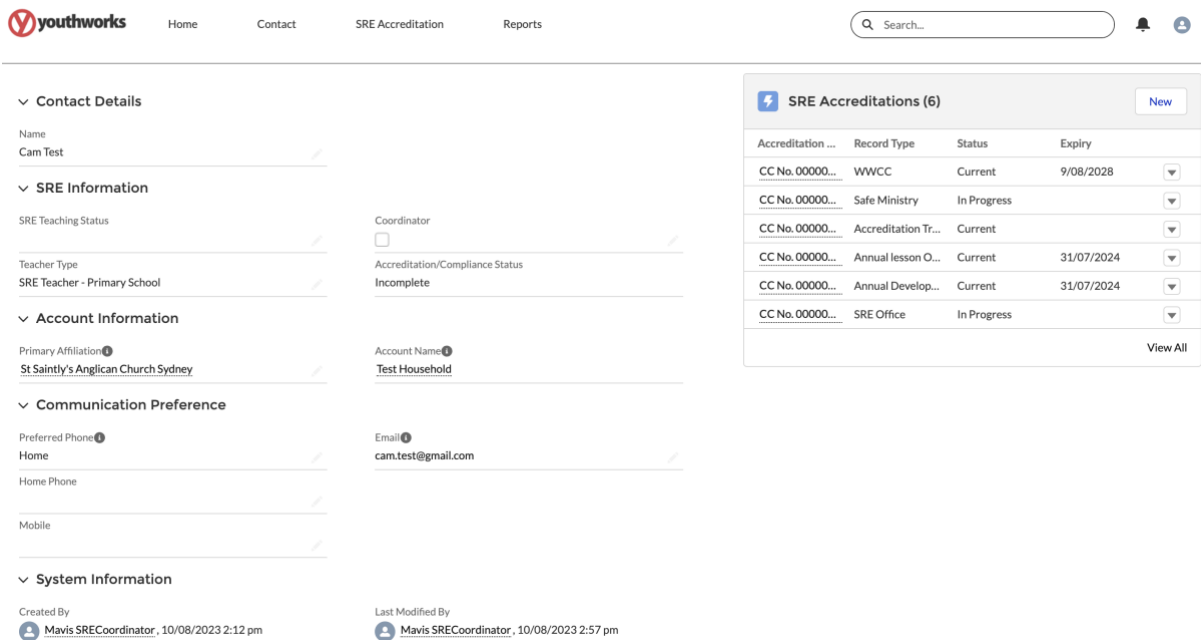 youthworks Home Contact SRE Accreditation Reports Search...
Contact Details
Name
Cam Test
SRE Information
SRE Teaching Status Coordinator
Teacher Type Accreditation/Compliance Status
SRE Teacher - Primary School Incomplete
Account Information
Primary Affiliation Account Name
St Saintly's Anglican Church Sydney Test Household
Communication Preference
Preferred Phone Email
Home cam.test@gmail.com
Home Phone
Mobile
System Information
Created By Last Modified By
Mavis SRECoordinator, 10/08/2023 2:12 pm Mavis SRECoordinator, 10/08/2023 2:57 pm
SRE Accreditations (6) New
Accreditation ... Record Type Status Expiry
CC No. 00000... WWCC Current 9/08/2028
CC No. 00000... Safe Ministry In Progress
CC No. 00000... Accreditation Tr... Current
CC No. 00000... Annual lesson O... Current 31/07/2024
CC No. 00000... Annual Develop... Current 31/07/2024
CC No. 00000... SRE Office In Progress
View All